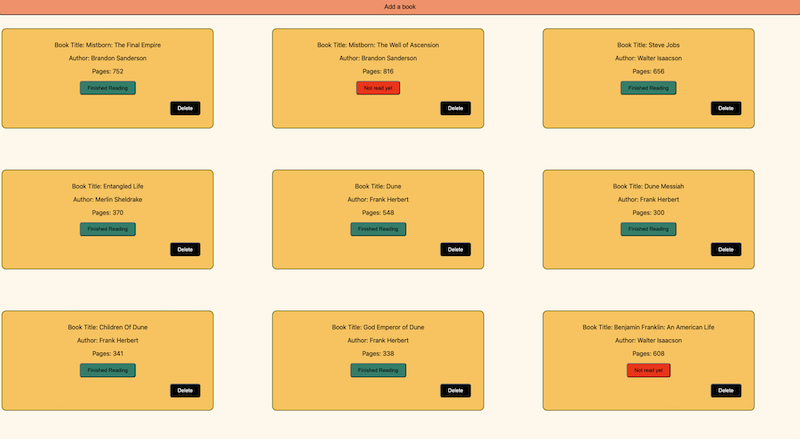 Add a book
Book Title: Mistborn: The Final Empire
Author: Brandon Sanderson
Pages: 752
Finished Reading
Delete
Book Title: Mistborn: The Well of Ascension
Author: Brandon Sanderson
Pages: 816
Not read yet
Delete
Book Title: Steve Jobs
Author: Walter Isaacson
Pages: 656
Finished Reading
Delete
Book Title: Entangled Life
Author: Merlin Sheldrake
Pages: 370
Finished Reading
Delete
Book Title: Dune
Author: Frank Herbert
Pages: 548
Finished Reading
Delete
Book Title: Dune Messiah
Author: Frank Herbert
Pages: 300
Finished Reading
Delete
Book Title: Children Of Dune
Author: Frank Herbert
Pages: 341
Finished Reading
Delete
Book Title: God Emperor of Dune
Author: Frank Herbert
Pages: 338
Finished Reading
Delete
Book Title: Benjamin Franklin: An American Life
Author: Walter Isaacson
Pages: 608
Not read yet
Delete